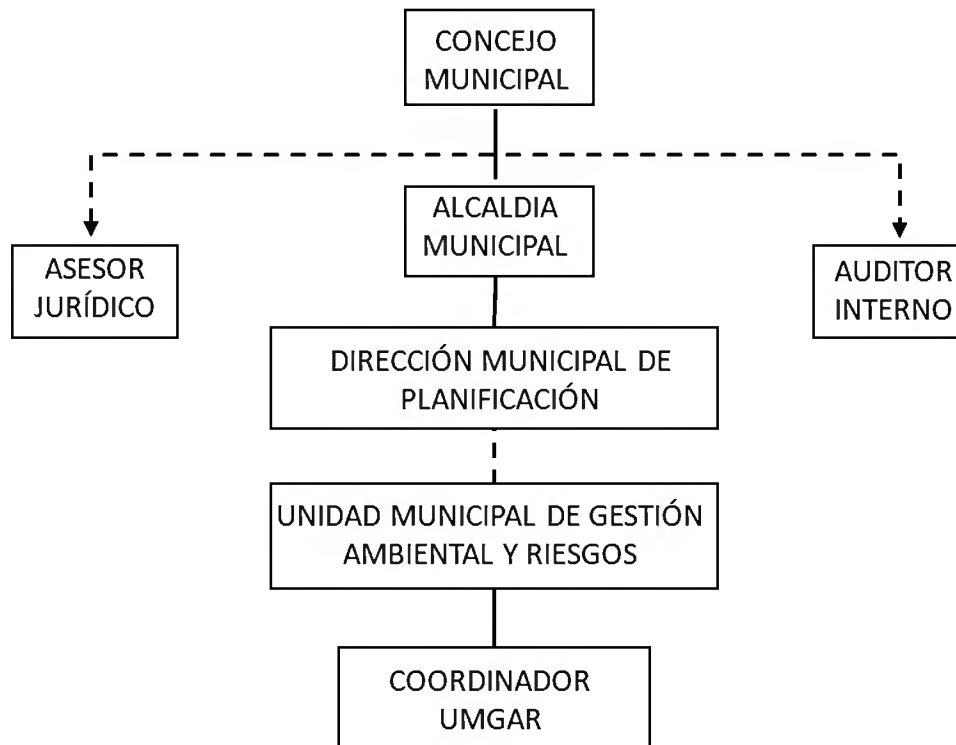 CONCEJO
MUNICIPAL
ALCALDIA
MUNICIPAL
ASESOR
JURÍDICO
AUDITOR
INTERNO
DIRECCIÓN MUNICIPAL DE
PLANIFICACIÓN
UNIDAD MUNICIPAL DE GESTIÓN
AMBIENTAL Y RIESGOS
COORDINADOR
UMGAR